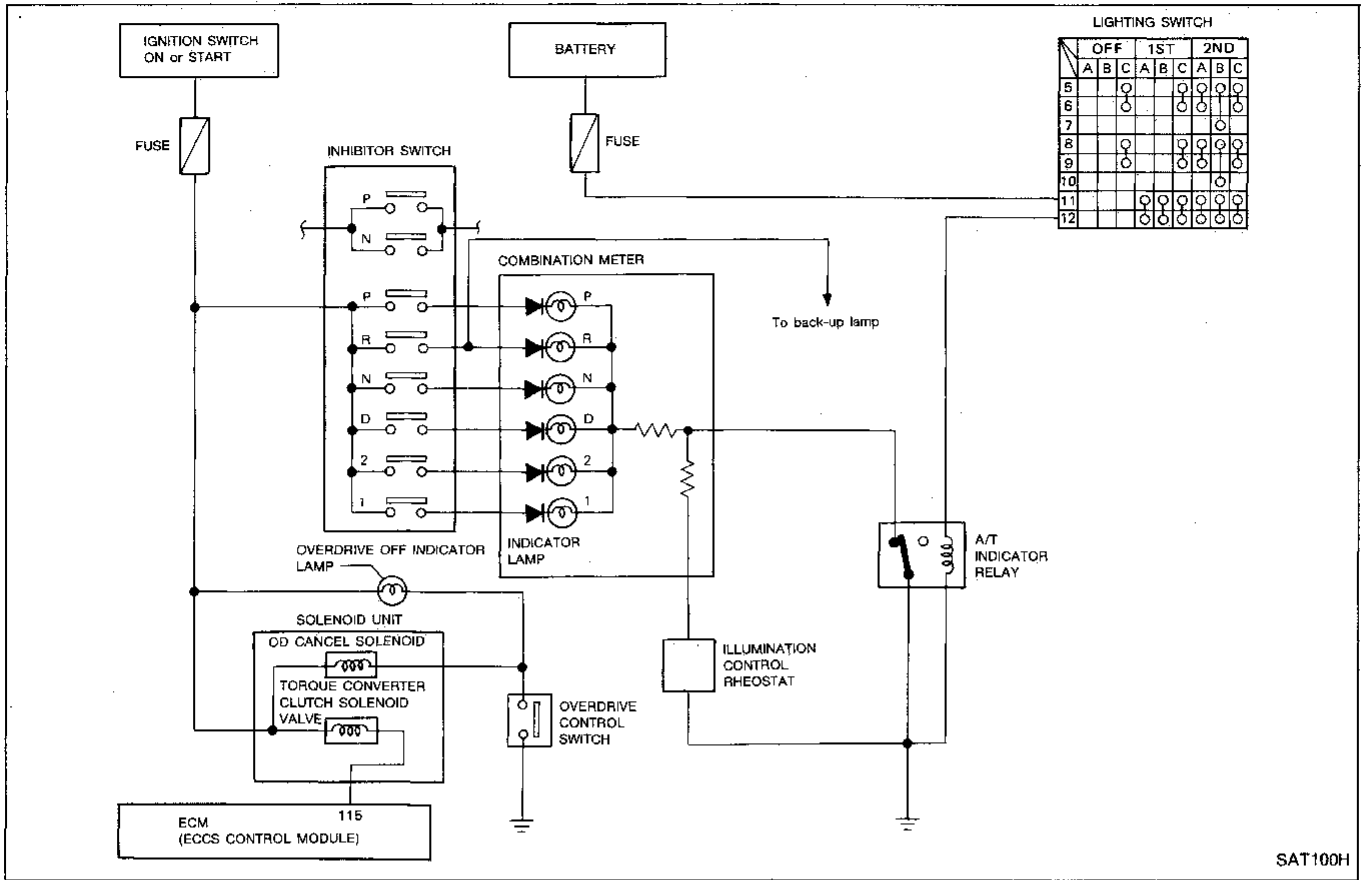 IGNITION SWITCH
ON or START
BATTERY
LIGHTING SWITCH
OFF 1ST 2ND
A B C A B C A B C
5
6
7
8
9
10
11
12
FUSE
FUSE
INHIBITOR SWITCH
P
N
COMBINATION METER
To back-up lamp
P P
R R
N N
D D
2 2
1 1
INDICATOR
LAMP
OVERDRIVE OFF INDICATOR
LAMP
A/T
INDICATOR
RELAY
SOLENOID UNIT
OD CANCEL SOLENOID
TORQUE CONVERTER
CLUTCH SOLENOID
VALVE
ILLUMINATION
CONTROL
RHEOSTAT
OVERDRIVE
CONTROL
SWITCH
115
ECM
(ECCS CONTROL MODULE)
SAT100H